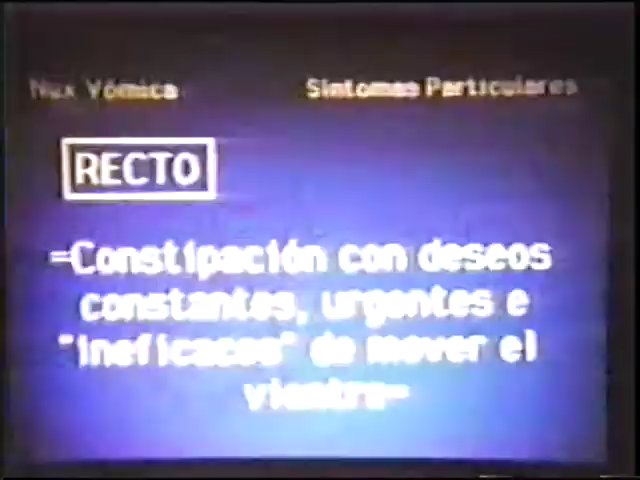 Nux Vómica
Síntomas Particulares
RECTO
=Constipación con deseos
constantes, urgentes e
"ineficaces" de mover el
vientre=